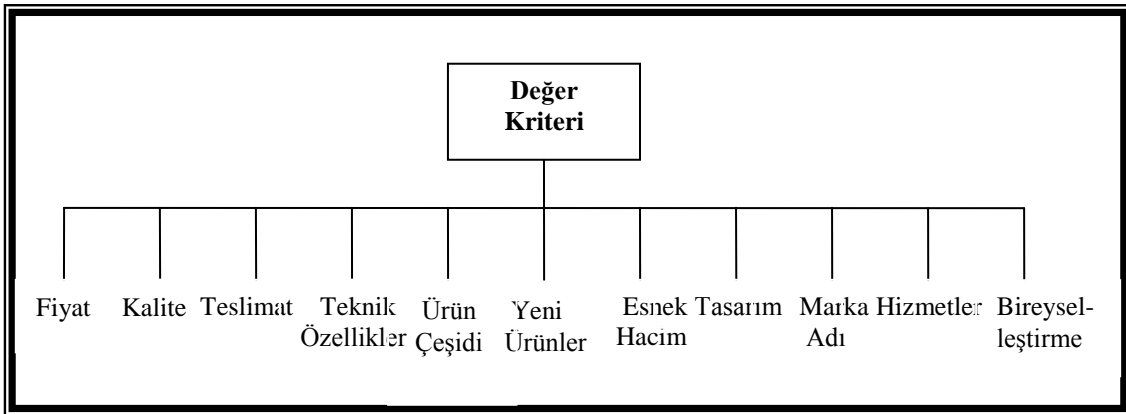 Değer
Kriteri
Fiyat Kalite Teslimat Teknik Ürün Yeni Esnek Tasarım Marka Hizmetler Bireysel-
Özellikler Çeşidi Ürünler Hacim Adı leştirme